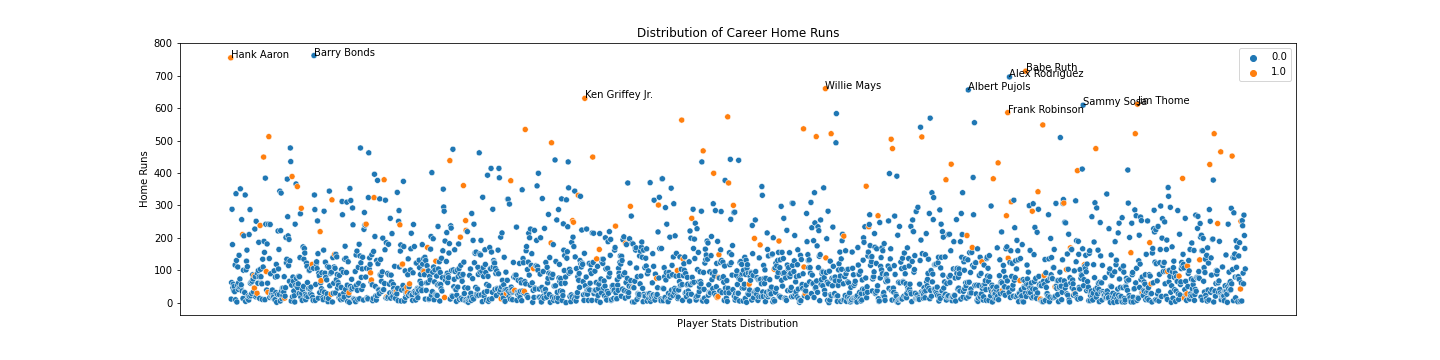 Distribution of Career Home Runs
800
700
600
500
400
300
200
100
0
Home Runs
Hank Aaron
Barry Bonds
Ken Griffey Jr.
Willie Mays
Babe Ruth
Alex Rodriguez
Albert Pujols
Frank Robinson
Sammy Sosa
Jim Thome
0.0
1.0
Player Stats Distribution